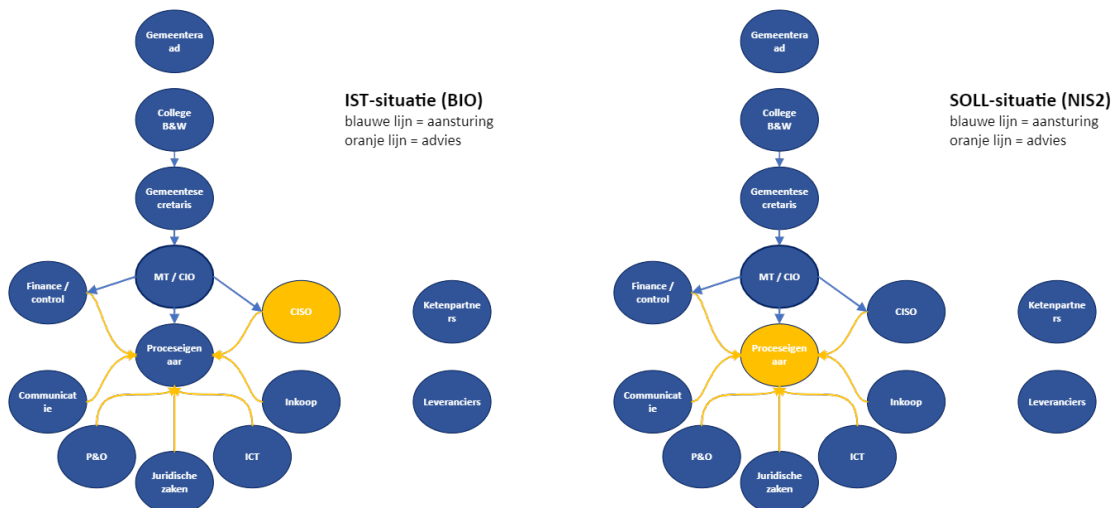 Gemeentera
ad
IST-situatie (BIO)
blauwe lijn = aansturing
oranje lijn = advies
College
B&W
Gemeentese
cretaris
MT / CIO
Finance /
control
CISO
Ketenpartne
rs
Proceseigen
aar
Communicat
ie
Inkoop
Leveranciers
P&O
ICT
Juridische
zaken
Gemeentera
ad
SOLL-situatie (NIS2)
blauwe lijn = aansturing
oranje lijn = advies
College
B&W
Gemeentese
cretaris
MT / CIO
Finance /
control
CISO
Ketenpartne
rs
Proceseigen
aar
Communicat
ie
Inkoop
Leveranciers
P&O
ICT
Juridische
zaken